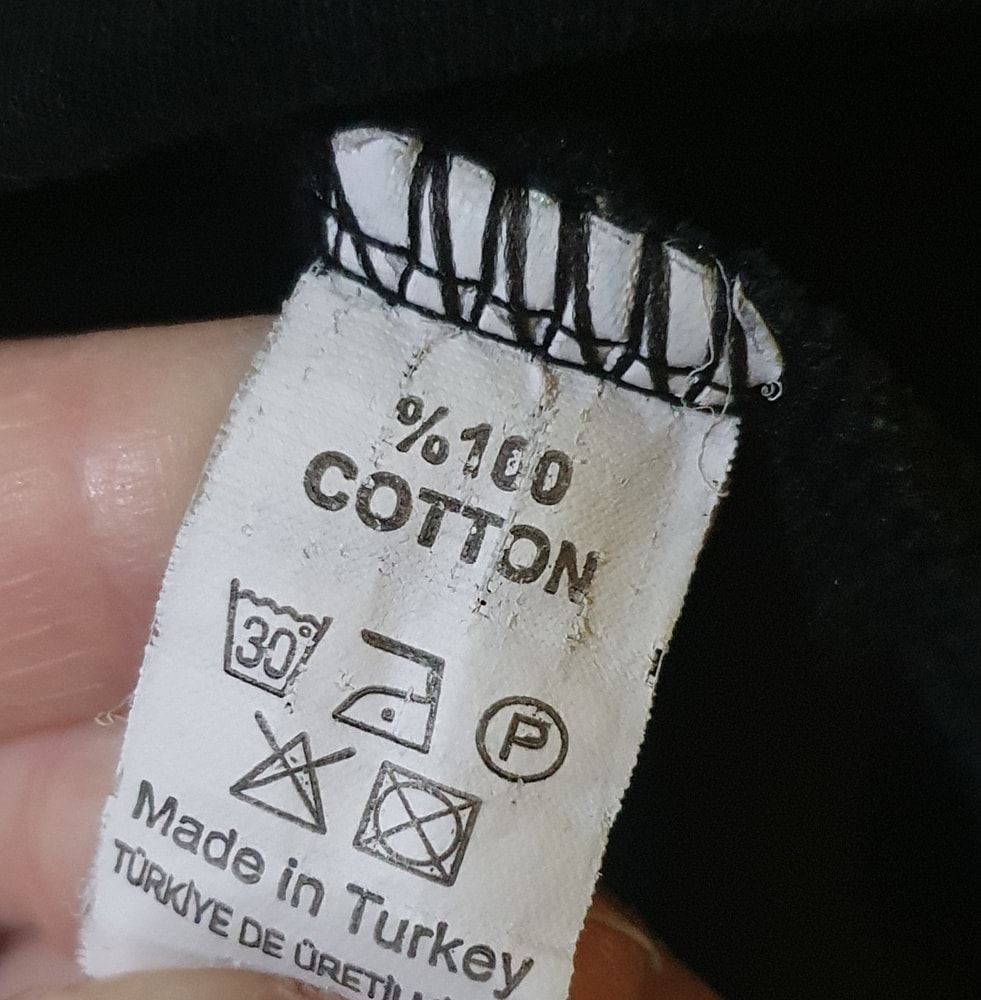 %100
COTTON
30°
P
Made in Turkey
TÜRKİYE DE